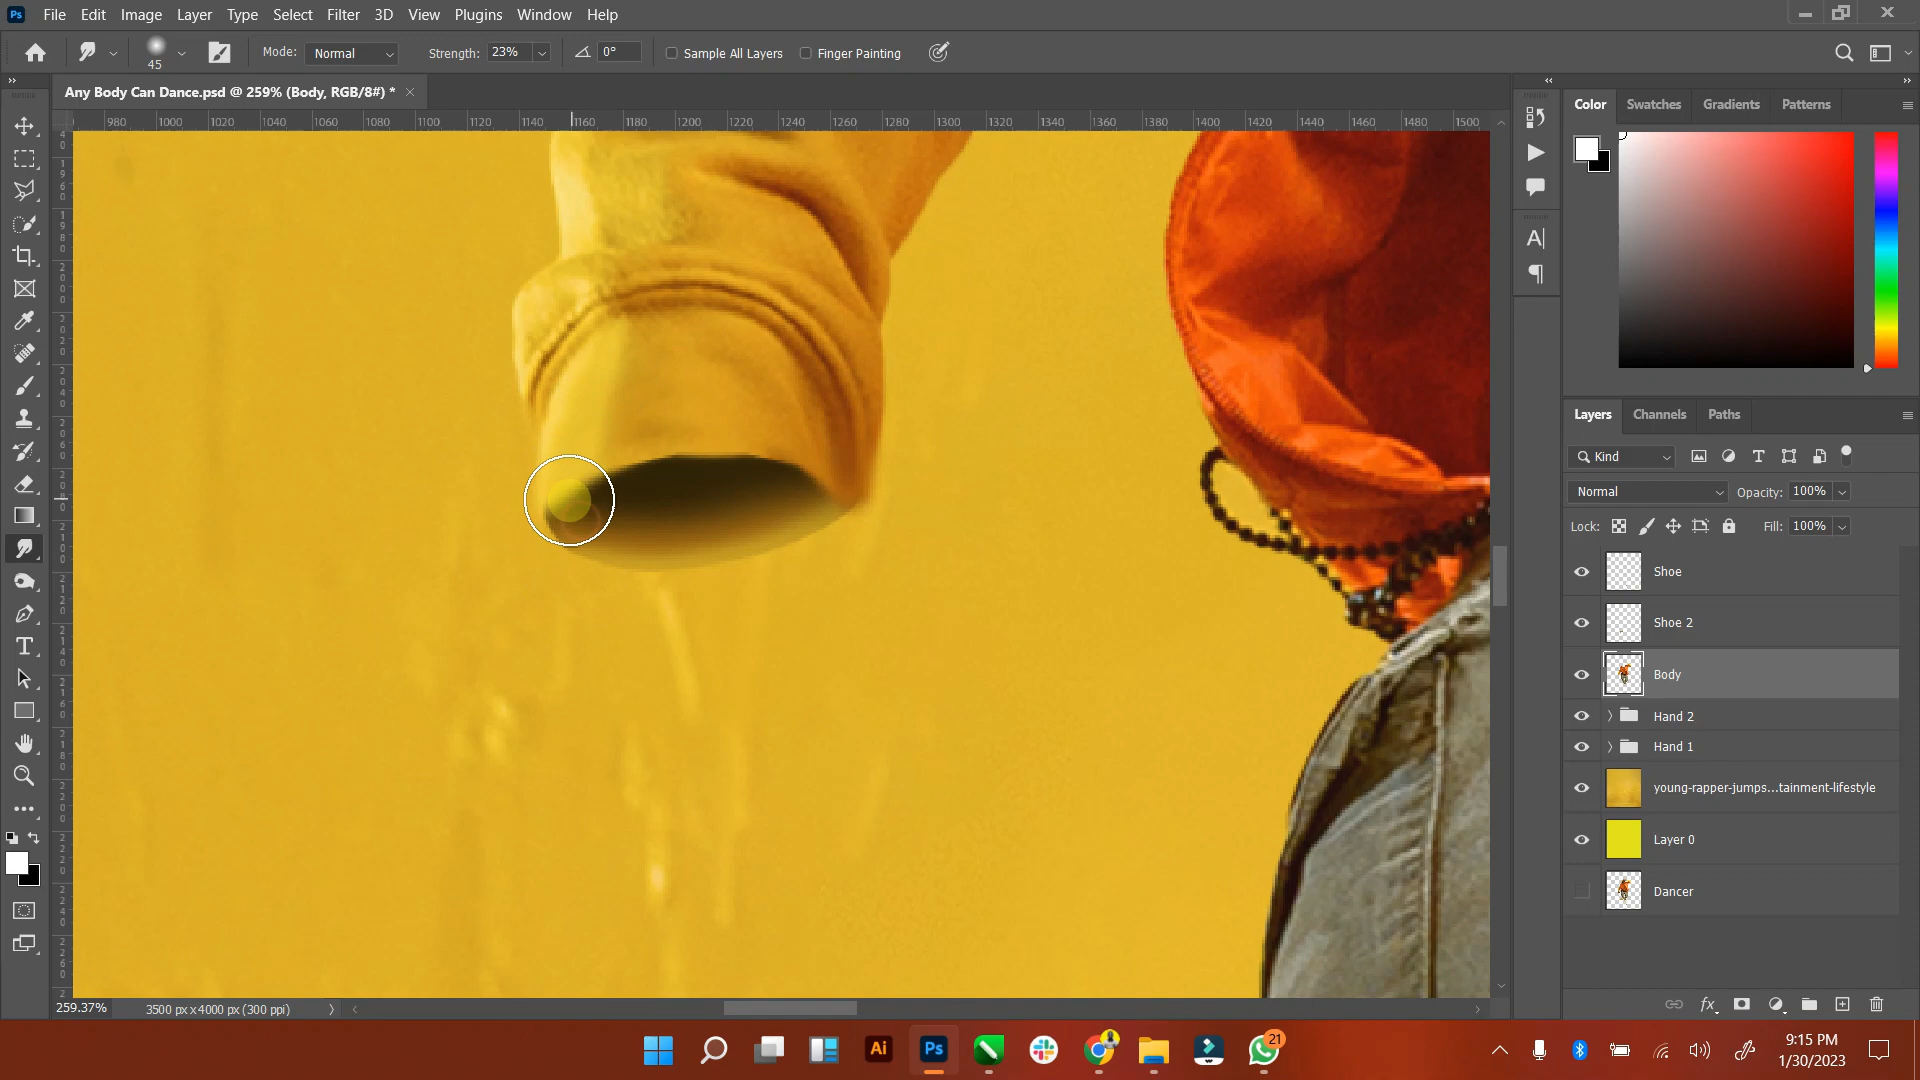 Ps File Edit Image Layer Type Select Filter 3D View Plugins Window Help
45 Mode: Normal Strength: 23% 0° Sample All Layers Finger Painting
Any Body Can Dance.psd @ 259% (Body, RGB/8#) *
980 1000 1020 1040 1060 1080 1100 1120 1140 1160 1180 1200 1220 1240 1260 1280 1300 1320 1340 1360 1380 1400 1420 1440 1460 1480 1500
Color Swatches Gradients Patterns
Layers Channels Paths
Kind
Normal Opacity: 100%
Lock: Fill: 100%
Shoe
Shoe 2
Body
Hand 2
Hand 1
young-rapper-jumps...tainment-lifestyle
Layer 0
Dancer
259.37% 3500 px x 4000 px (300 ppi)
Ai Ps 21
9:15 PM
1/30/2023